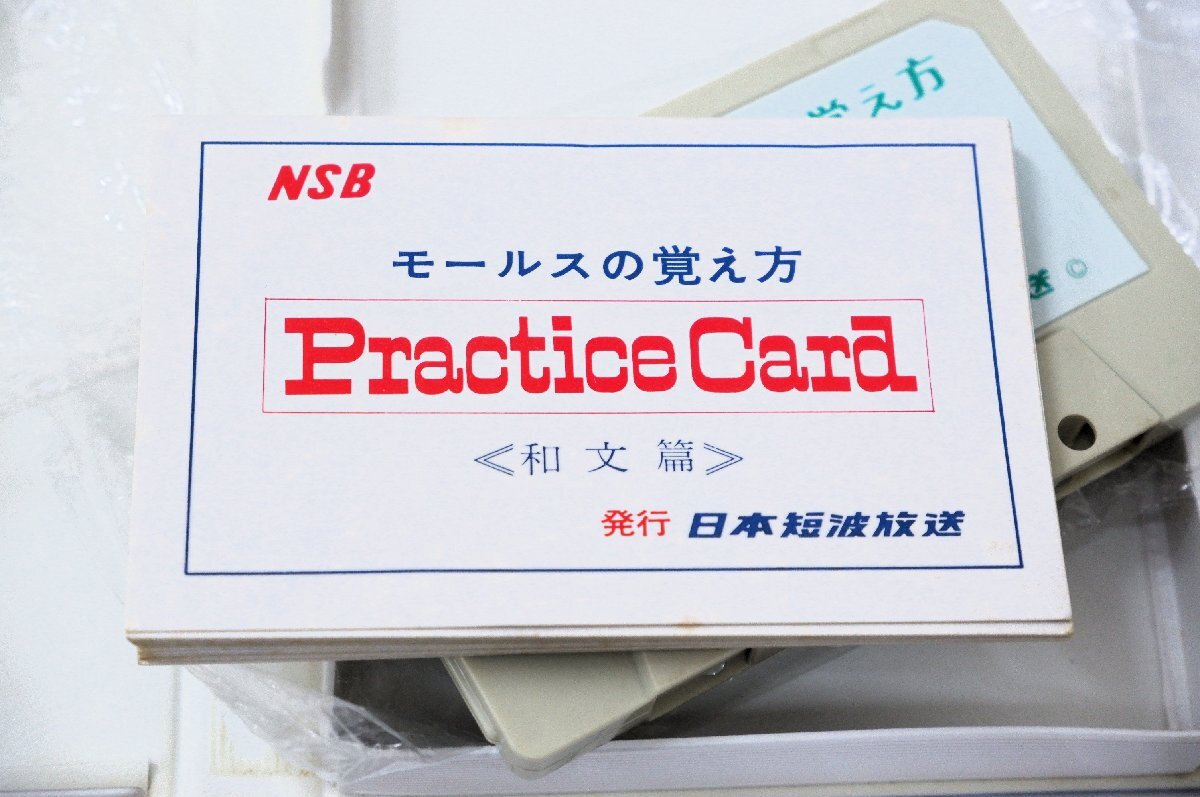 NSB
モールスの覚え方
Practice Card
≪和文篇≫
発行 日本短波放送
覚え方
送 ©